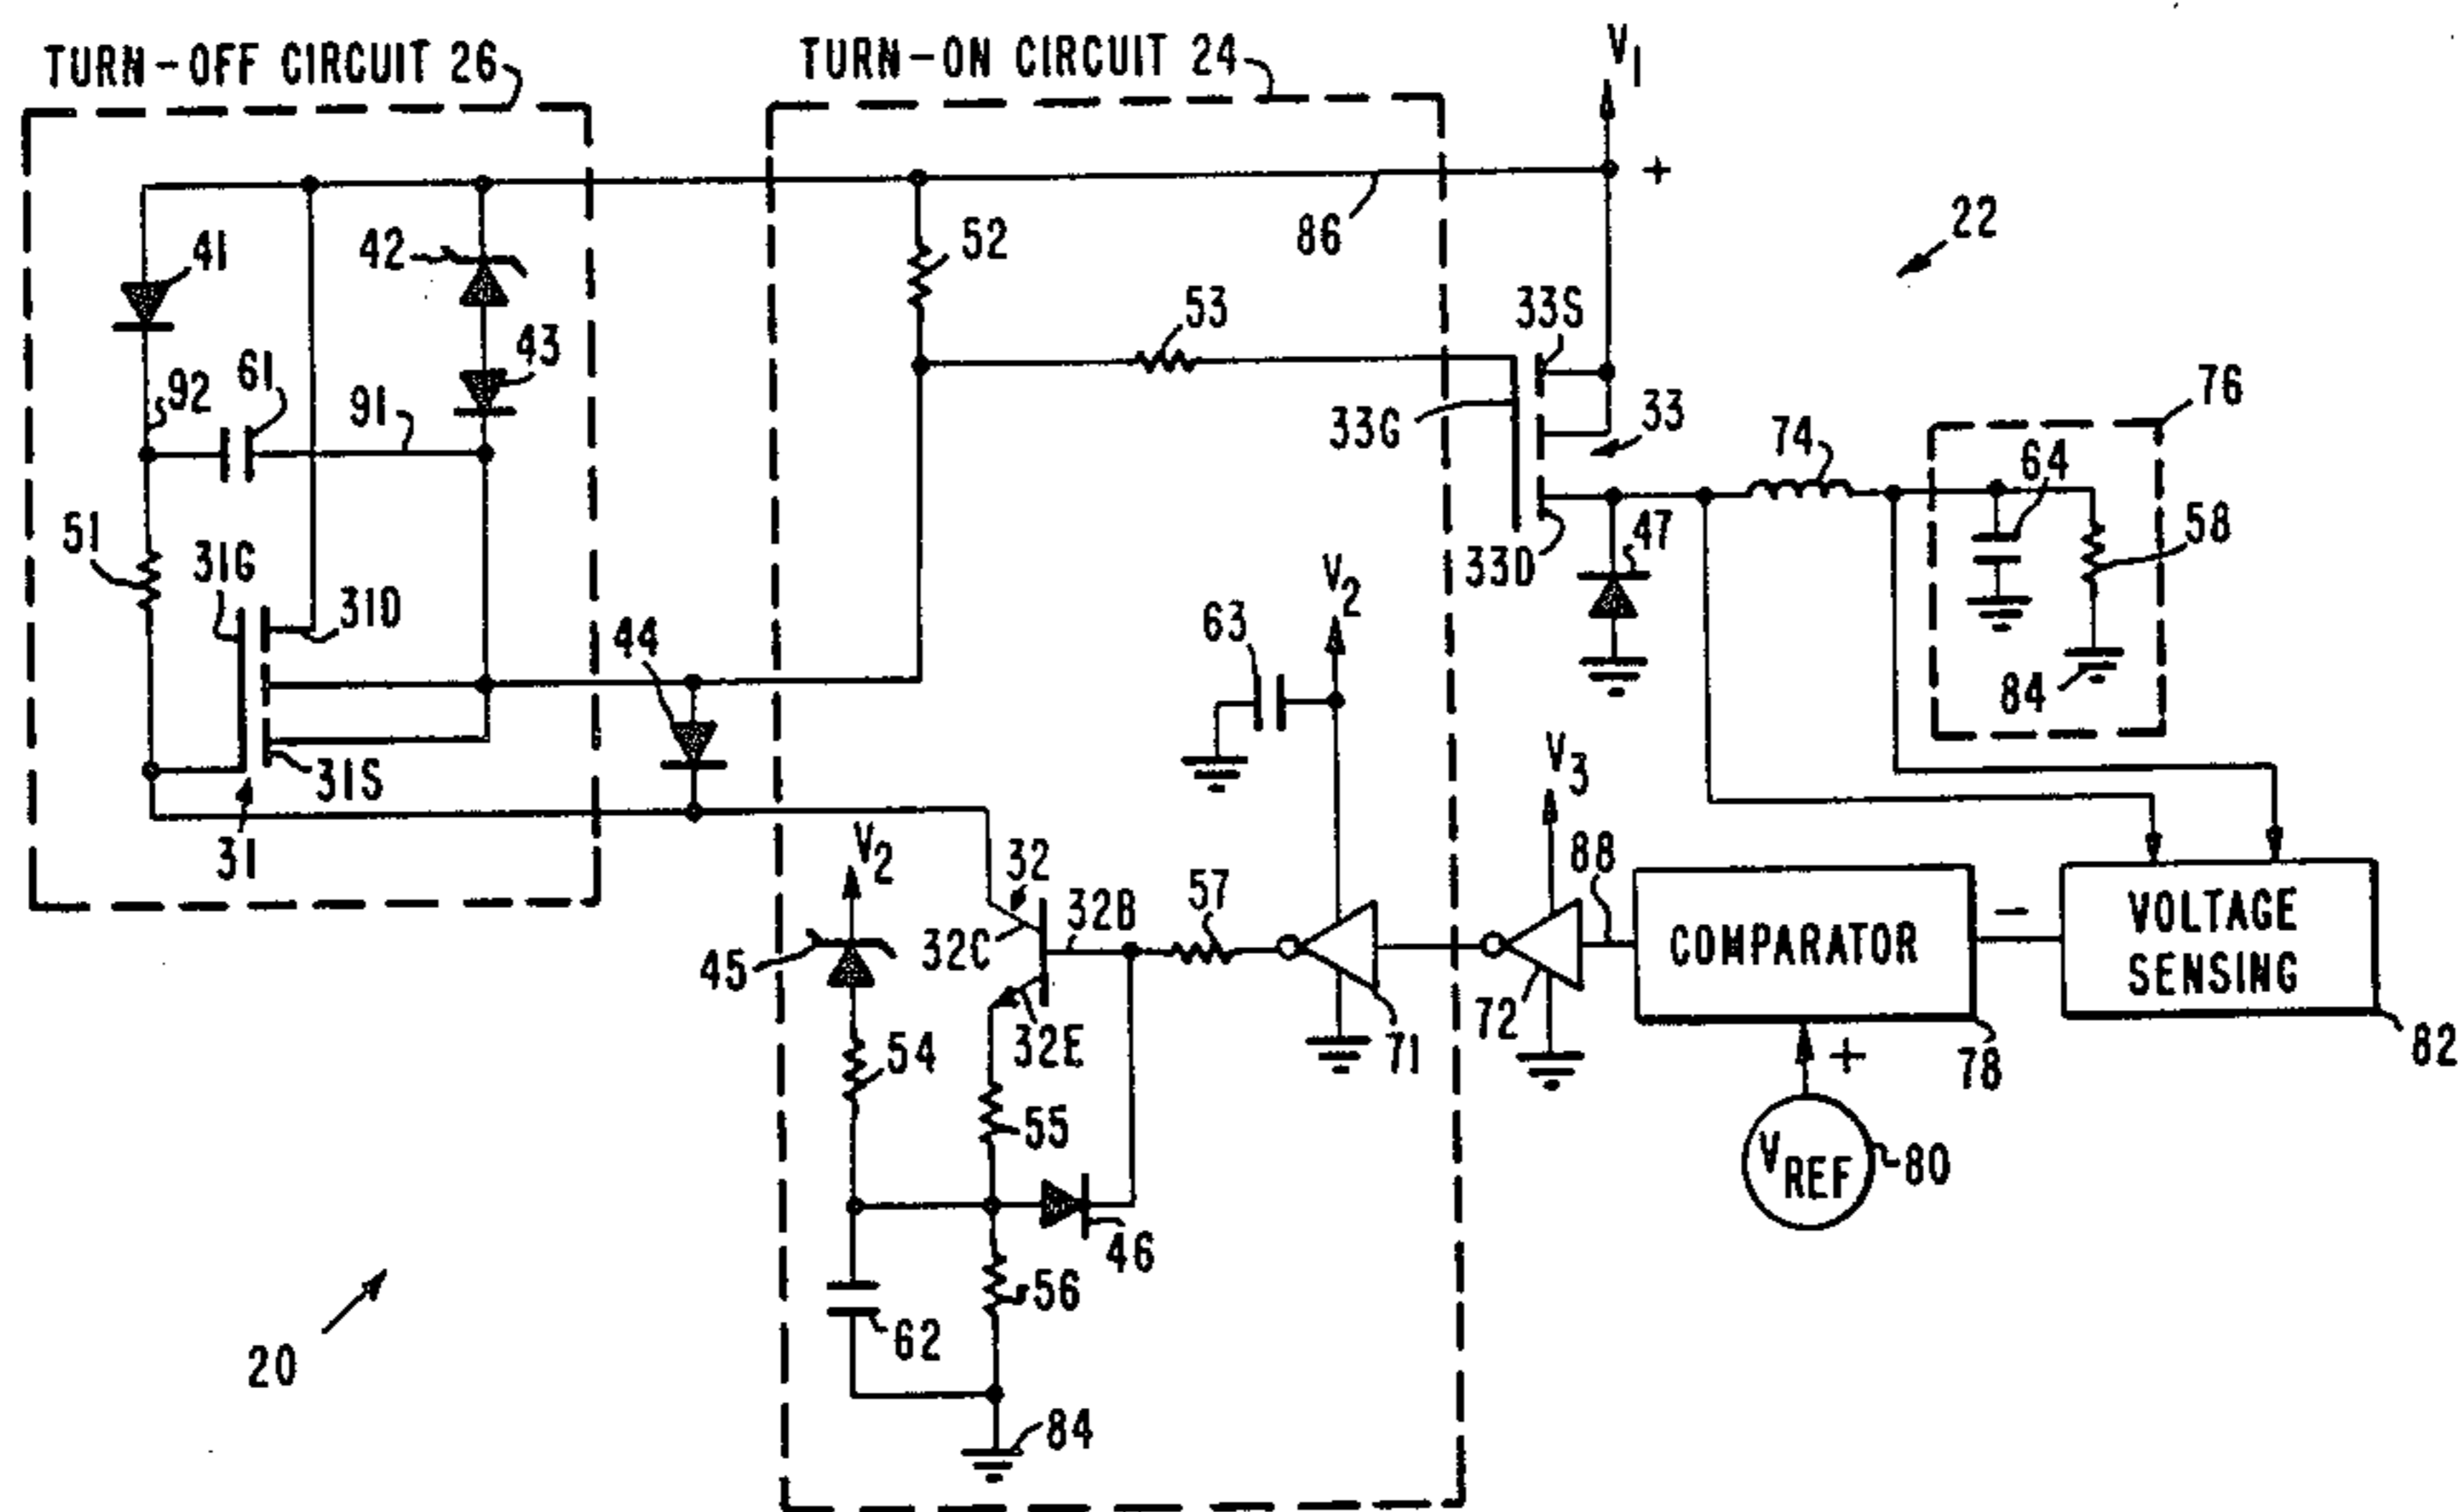 TURN-OFF CIRCUIT 26
TURN-ON CIRCUIT 24
V1
+
22
41
42
52
86
43
53
33S
92
61
91
33G
33
76
74
64
51
31G
31D
33D
47
58
44
63
V2
84
31S
31
V3
V2
32
32B
57
88
COMPARATOR
-
VOLTAGE
SENSING
45
32C
32E
71
72
78
82
54
+
55
VREF
80
46
56
62
20
84